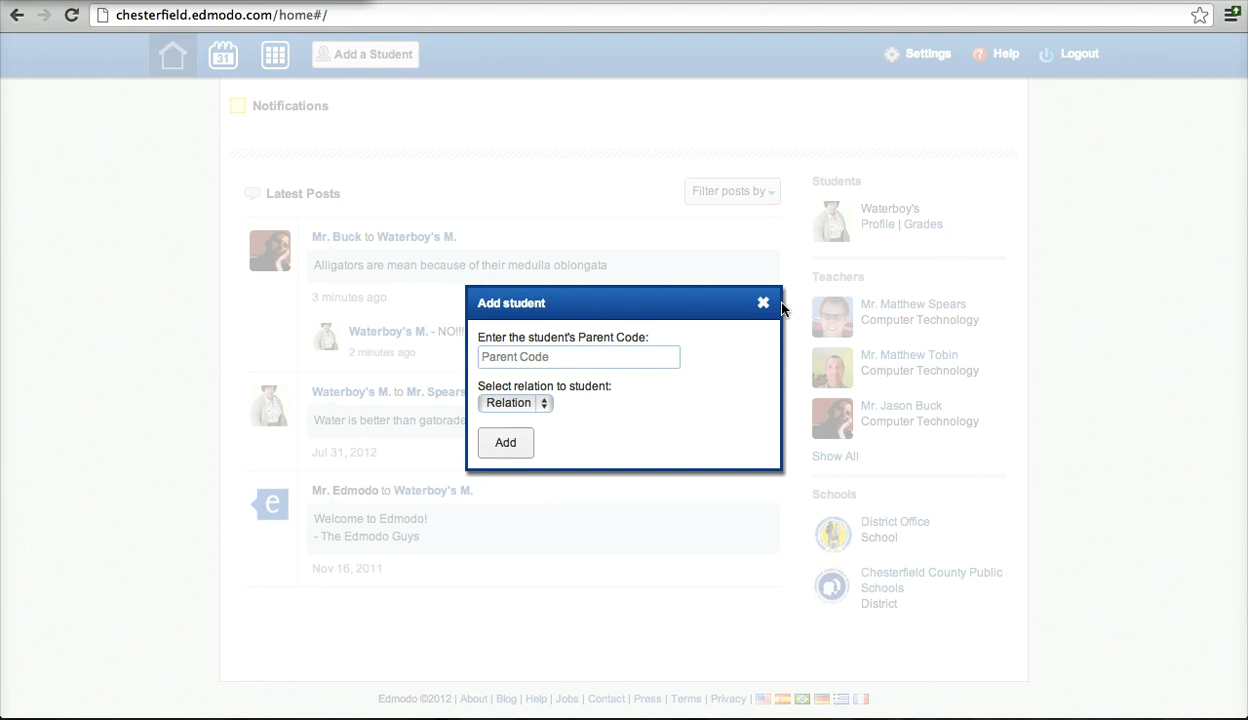 chesterfield.edmodo.com/home#/
31
Add a Student
Settings
Help
Logout
Notifications
Latest Posts
Filter posts by
Mr. Buck to Waterboy's M.
Alligators are mean because of their medulla oblongata
3 minutes ago
Waterboy's M. - NO!!!
2 minutes ago
Waterboy's M. to Mr. Spears
Water is better than gatorade
Jul 31, 2012
e
Mr. Edmodo to Waterboy's M.
Welcome to Edmodo!
- The Edmodo Guys
Nov 16, 2011
Add student
Enter the student's Parent Code:
Parent Code
Select relation to student:
Relation
Add
Students
Waterboy's
Profile | Grades
Teachers
Mr. Matthew Spears
Computer Technology
Mr. Matthew Tobin
Computer Technology
Mr. Jason Buck
Computer Technology
Show All
Schools
District Office
School
Chesterfield County Public
Schools
District
Edmodo ©2012 | About | Blog | Help | Jobs | Contact | Press | Terms | Privacy |